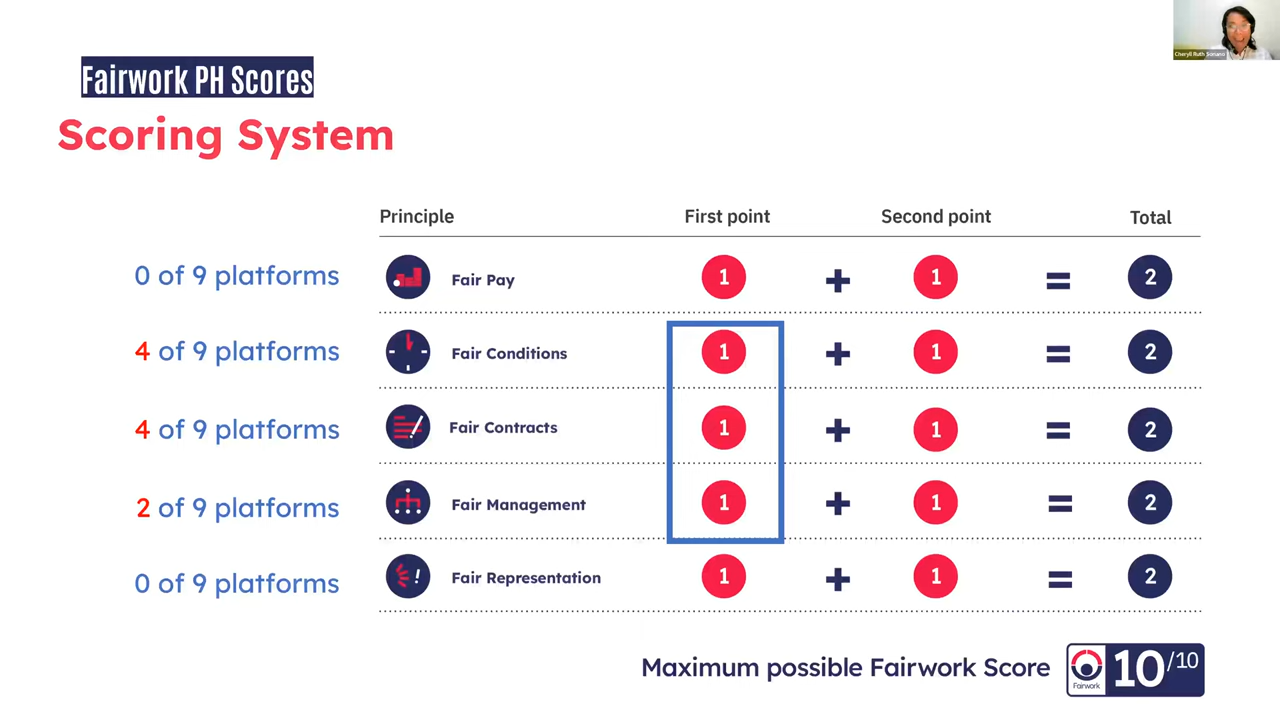 Cheryll Ruth Soriano
Fairwork PH Scores
Scoring System
Principle First point Second point Total
0 of 9 platforms Fair Pay 1 + 1 = 2
4 of 9 platforms Fair Conditions 1 + 1 = 2
4 of 9 platforms Fair Contracts 1 + 1 = 2
2 of 9 platforms Fair Management 1 + 1 = 2
0 of 9 platforms Fair Representation 1 + 1 = 2
Maximum possible Fairwork Score Fairwork 10/10